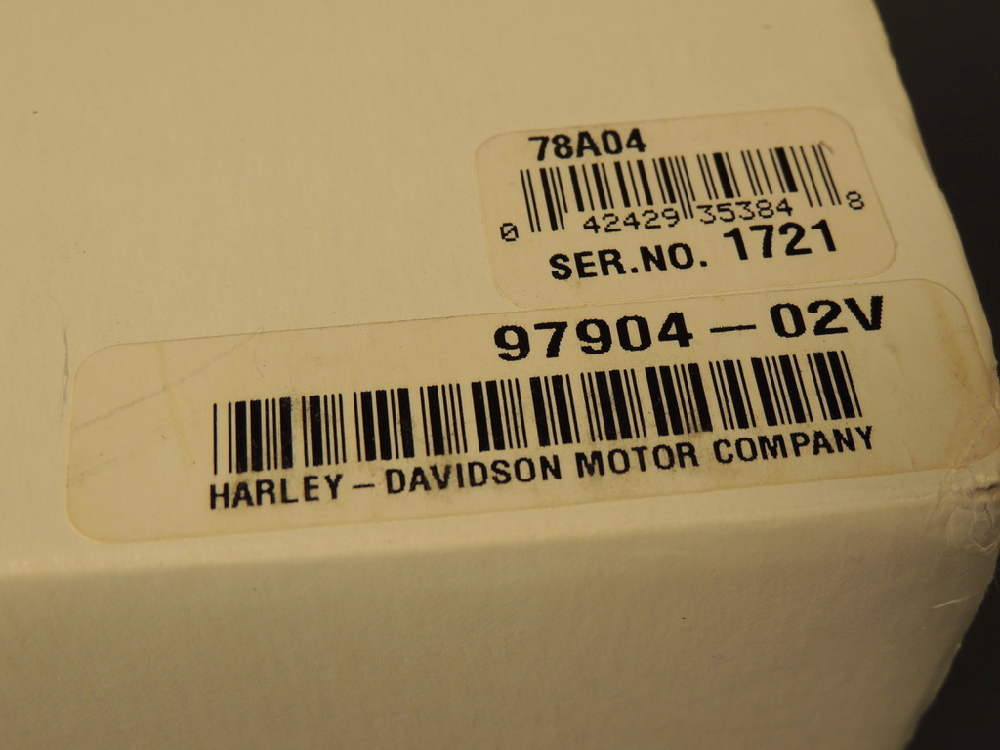 78A04
0 42429 35384 8
SER.NO. 1721
97904-02V
HARLEY-DAVIDSON MOTOR COMPANY